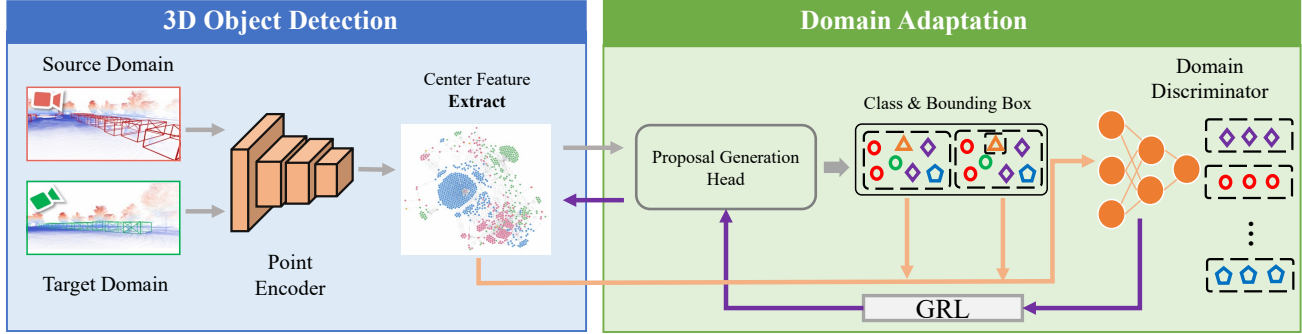 3D Object Detection
Domain Adaptation
Source Domain
Target Domain
Point
Encoder
Center Feature
Extract
Proposal Generation
Head
Class & Bounding Box
Domain
Discriminator
GRL